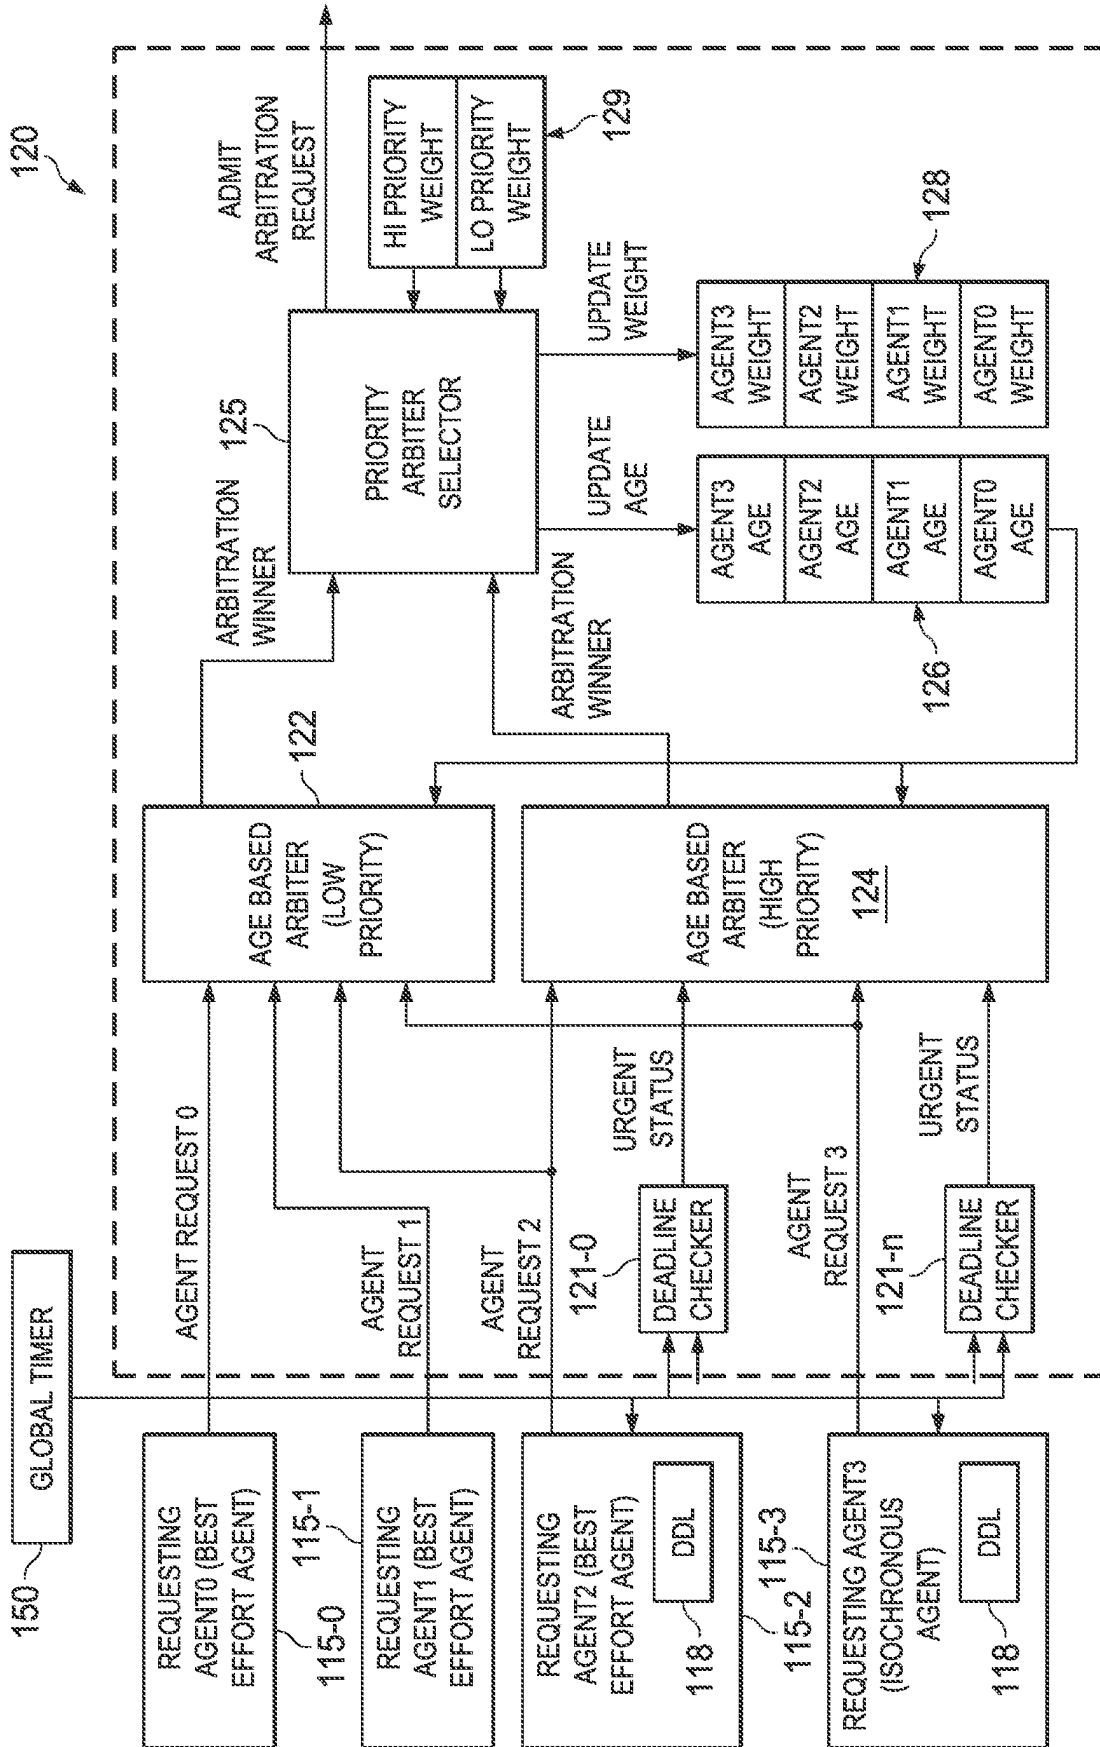 120
150
GLOBAL TIMER
REQUESTING
AGENT0 (BEST
EFFORT AGENT)
115-0
REQUESTING
AGENT1 (BEST
EFFORT AGENT)
115-1
REQUESTING
AGENT2 (BEST
EFFORT AGENT)
DDL
118
115-2
REQUESTING AGENT3
(ISOCHRONOUS
AGENT)
DDL
118
115-3
AGENT REQUEST 0
AGENT
REQUEST 1
AGENT
REQUEST 2
121-0
DEADLINE
CHECKER
URGENT
STATUS
AGENT
REQUEST 3
121-n
DEADLINE
CHECKER
URGENT
STATUS
AGE BASED
ARBITER
(LOW
PRIORITY)
122
AGE BASED
ARBITER
(HIGH
PRIORITY)
124
ARBITRATION
WINNER
ARBITRATION
WINNER
125
PRIORITY
ARBITER
SELECTOR
ADMIT
ARBITRATION
REQUEST
HI PRIORITY
WEIGHT
LO PRIORITY
WEIGHT
129
UPDATE
AGE
UPDATE
WEIGHT
AGENT3
AGE
AGENT2
AGE
AGENT1
AGE
AGENT0
AGE
126
AGENT3
WEIGHT
AGENT2
WEIGHT
AGENT1
WEIGHT
AGENT0
WEIGHT
128